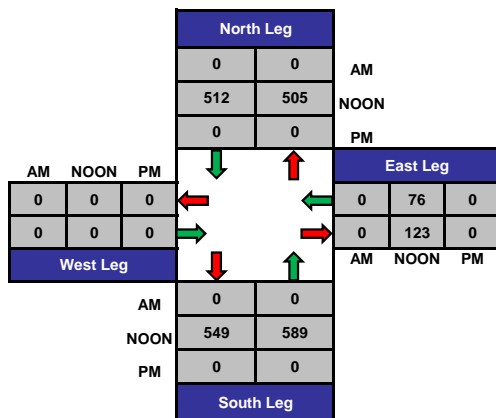 North Leg
0 0 AM
512 505 NOON
0 0 PM
AM NOON PM East Leg
0 0 0 0 76 0
0 0 0 0 123 0
West Leg AM NOON PM
AM 0 0
NOON 549 589
PM 0 0
South Leg